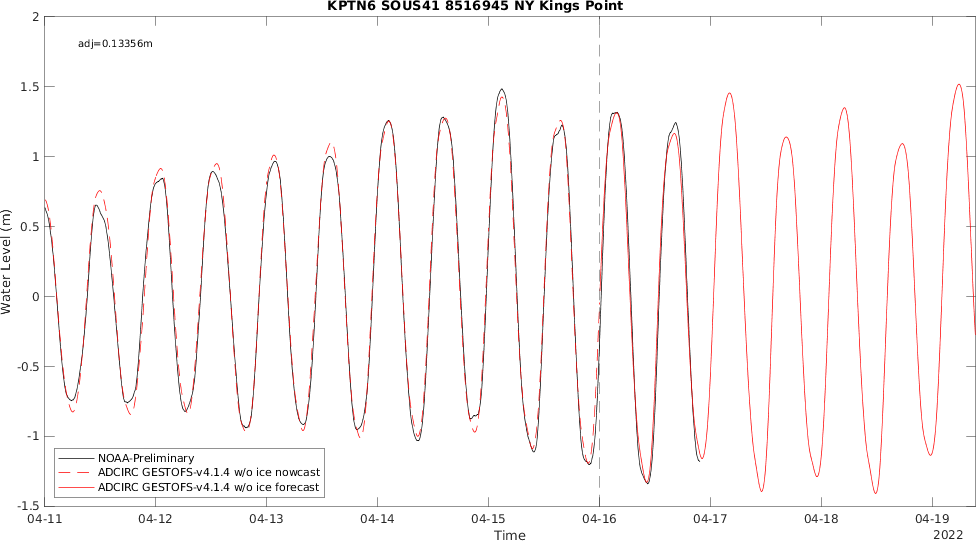 KPTN6 SOUS41 8516945 NY Kings Point
adj=0.13356m
2
1.5
1
0.5
0
-0.5
-1
-1.5
Water Level (m)
NOAA-Preliminary
ADCIRC GESTOFS-v4.1.4 w/o ice nowcast
ADCIRC GESTOFS-v4.1.4 w/o ice forecast
04-11 04-12 04-13 04-14 04-15 04-16 04-17 04-18 04-19
Time
2022